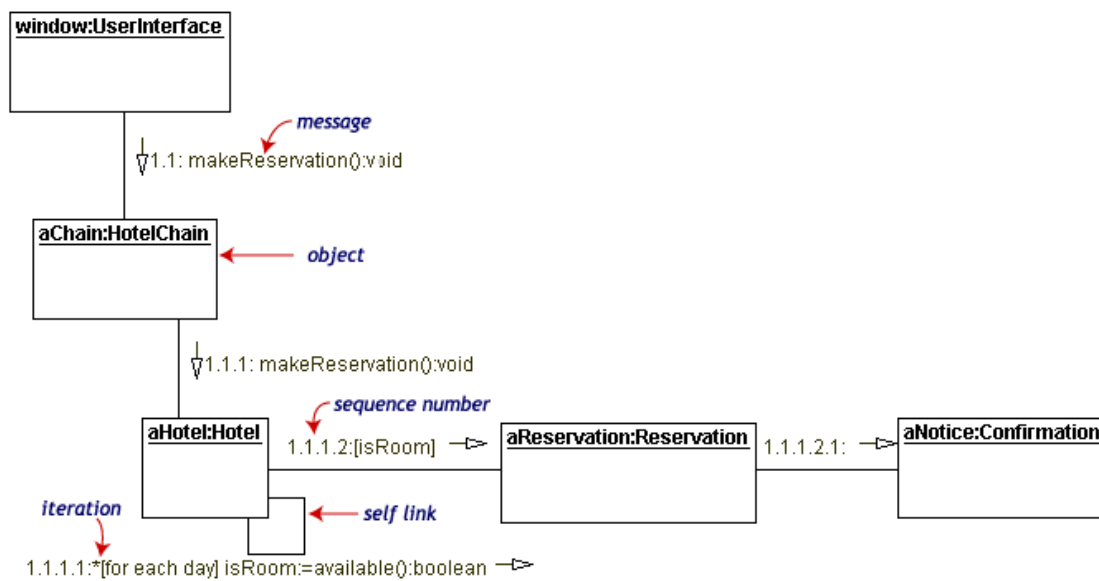 window:UserInterface
message
1.1: makeReservation():void
aChain:HotelChain
object
1.1.1: makeReservation():void
sequence number
aHotel:Hotel
1.1.1.2:[isRoom]
aReservation:Reservation
1.1.1.2.1:
aNotice:Confirmation
iteration
self link
1.1.1.1:*[for each day] isRoom:=available():boolean